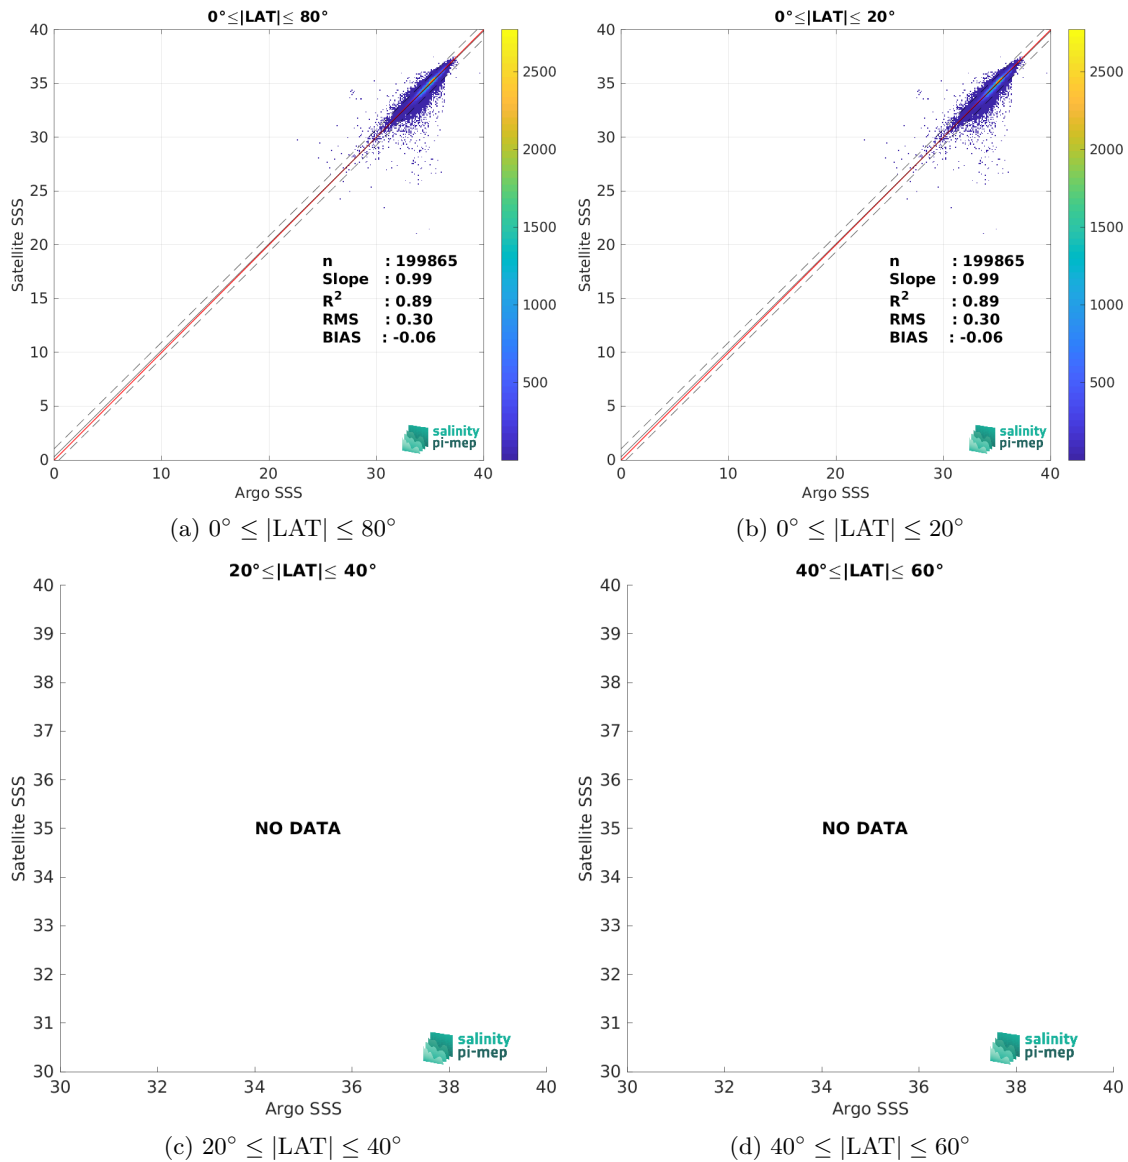 0°≤|LAT|≤ 80°
40
35
30
25
20
15
10
5
0
0
10
20
30
40
Satellite SSS
Argo SSS
n : 199865
Slope : 0.99
R² : 0.89
RMS : 0.30
BIAS : -0.06
salinity
pi-mep
2500
2000
1500
1000
500
(a) 0° ≤ |LAT| ≤ 80°
0°≤|LAT|≤ 20°
40
35
30
25
20
15
10
5
0
0
10
20
30
40
Satellite SSS
Argo SSS
n : 199865
Slope : 0.99
R² : 0.89
RMS : 0.30
BIAS : -0.06
salinity
pi-mep
2500
2000
1500
1000
500
(b) 0° ≤ |LAT| ≤ 20°
20°≤|LAT|≤ 40°
40
39
38
37
36
35
34
33
32
31
30
30
32
34
36
38
40
Satellite SSS
Argo SSS
NO DATA
salinity
pi-mep
(c) 20° ≤ |LAT| ≤ 40°
40°≤|LAT|≤ 60°
40
39
38
37
36
35
34
33
32
31
30
30
32
34
36
38
40
Satellite SSS
Argo SSS
NO DATA
salinity
pi-mep
(d) 40° ≤ |LAT| ≤ 60°